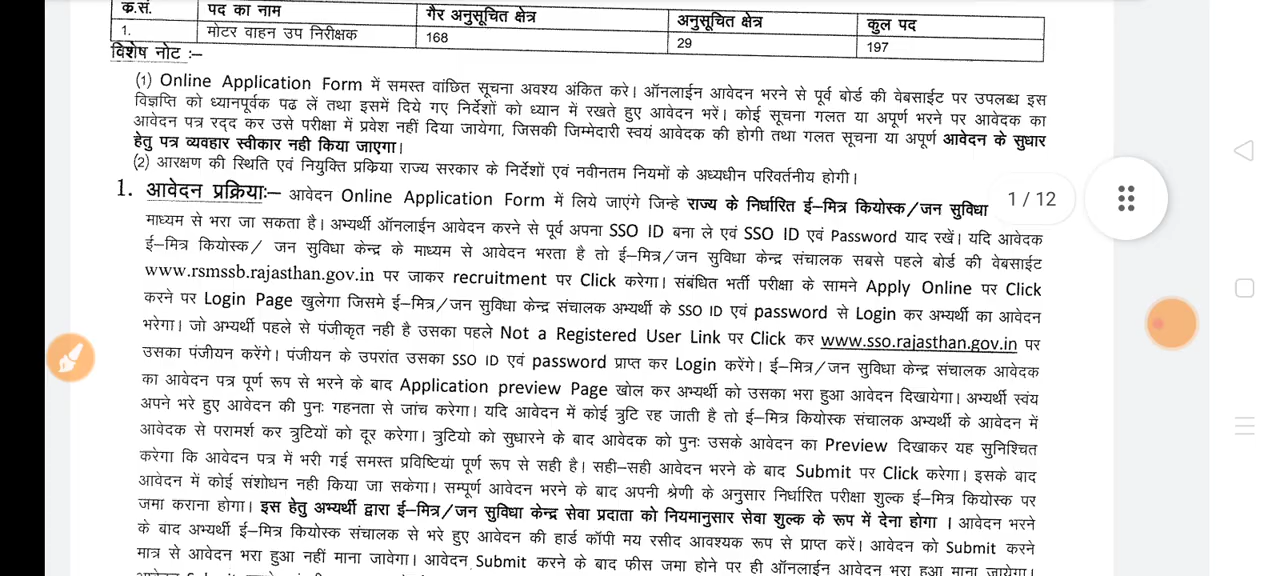 क्र.सं. पद का नाम गैर अनुसूचित क्षेत्र अनुसूचित क्षेत्र कुल पद
1. मोटर वाहन उप निरीक्षक 168 29 197
विशेष नोट :–
(1) Online Application Form में समस्त वांछित सूचना अवश्य अंकित करे। ऑनलाईन आवेदन भरने से पूर्व बोर्ड की वेबसाईट पर उपलब्ध इस
विज्ञप्ति को ध्यानपूर्वक पढ लें तथा इसमें दिये गए निर्देशों को ध्यान में रखते हुए आवेदन भरें। कोई सूचना गलत या अपूर्ण भरने पर आवेदक का
आवेदन पत्र रद्द कर उसे परीक्षा में प्रवेश नहीं दिया जायेगा, जिसकी जिम्मेदारी स्वयं आवेदक की होगी तथा गलत सूचना या अपूर्ण आवेदन के सुधार
हेतु पत्र व्यवहार स्वीकार नही किया जाएगा।
(2) आरक्षण की स्थिति एवं नियुक्ति प्रकिया राज्य सरकार के निर्देशों एवं नवीनतम नियमों के अध्यधीन परिवर्तनीय होगी।
1. आवेदन प्रक्रियाः– आवेदन Online Application Form में लिये जाएंगे जिन्हे राज्य के निर्धारित ई–मित्र कियोस्क/जन सुविधा 1 / 12
माध्यम से भरा जा सकता है। अभ्यर्थी ऑनलाईन आवेदन करने से पूर्व अपना SSO ID बना ले एवं SSO ID एवं Password याद रखें। यदि आवेदक
ई–मित्र कियोस्क/ जन सुविधा केन्द्र के माध्यम से आवेदन भरता है तो ई–मित्र/जन सुविधा केन्द्र संचालक सबसे पहले बोर्ड की वेबसाईट
www.rsmssb.rajasthan.gov.in पर जाकर recruitment पर Click करेगा। संबंधित भर्ती परीक्षा के सामने Apply Online पर Click
करने पर Login Page खुलेगा जिसमे ई–मित्र/जन सुविधा केन्द्र संचालक अभ्यर्थी के SSO ID एवं password से Login कर अभ्यर्थी का आवेदन
भरेगा। जो अभ्यर्थी पहले से पंजीकृत नही है उसका पहले Not a Registered User Link पर Click कर www.sso.rajasthan.gov.in पर
उसका पंजीयन करेंगे। पंजीयन के उपरांत उसका SSO ID एवं password प्राप्त कर Login करेंगे। ई–मित्र/जन सुविधा केन्द्र संचालक आवेदक
का आवेदन पत्र पूर्ण रूप से भरने के बाद Application preview Page खोल कर अभ्यर्थी को उसका भरा हुआ आवेदन दिखायेगा। अभ्यर्थी स्वंय
अपने भरे हुए आवेदन की पुनः गहनता से जांच करेगा। यदि आवेदन में कोई त्रुटि रह जाती है तो ई–मित्र कियोस्क संचालक अभ्यर्थी के आवेदन में
आवेदक से परामर्श कर त्रुटियों को दूर करेगा। त्रुटियो को सुधारने के बाद आवेदक को पुनः उसके आवेदन का Preview दिखाकर यह सुनिश्चित
करेगा कि आवेदन पत्र में भरी गई समस्त प्रविष्टियां पूर्ण रूप से सही है। सही–सही आवेदन भरने के बाद Submit पर Click करेगा। इसके बाद
आवेदन में कोई संशोधन नही किया जा सकेगा। सम्पूर्ण आवेदन भरने के बाद अपनी श्रेणी के अनुसार निर्धारित परीक्षा शुल्क ई–मित्र कियोस्क पर
जमा कराना होगा। इस हेतु अभ्यर्थी द्वारा ई–मित्र/जन सुविधा केन्द्र सेवा प्रदाता को नियमानुसार सेवा शुल्क के रूप में देना होगा । आवेदन भरने
के बाद अभ्यर्थी ई–मित्र कियोस्क संचालक से भरे हुए आवेदन की हार्ड कॉपी मय रसीद आवश्यक रूप से प्राप्त करें। आवेदन को Submit करने
मात्र से आवेदन भरा हुआ नहीं माना जावेगा। आवेदन Submit करने के बाद फीस जमा होने पर ही ऑनलाईन आवेदन भरा हुआ माना जायेगा।